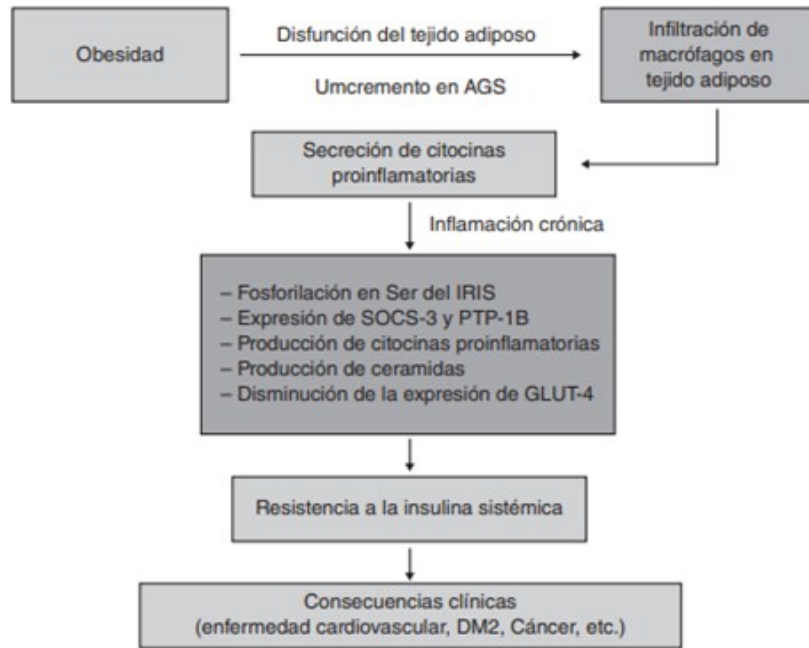 Obesidad
Disfunción del tejido adiposo
Umcremento en AGS
Infiltración de
macrófagos en
tejido adiposo
Secreción de citocinas
proinflamatorias
Inflamación crónica
– Fosforilación en Ser del IRIS
– Expresión de SOCS-3 y PTP-1B
– Producción de citocinas proinflamatorias
– Producción de ceramidas
– Disminución de la expresión de GLUT-4
Resistencia a la insulina sistémica
Consecuencias clínicas
(enfermedad cardiovascular, DM2, Cáncer, etc.)